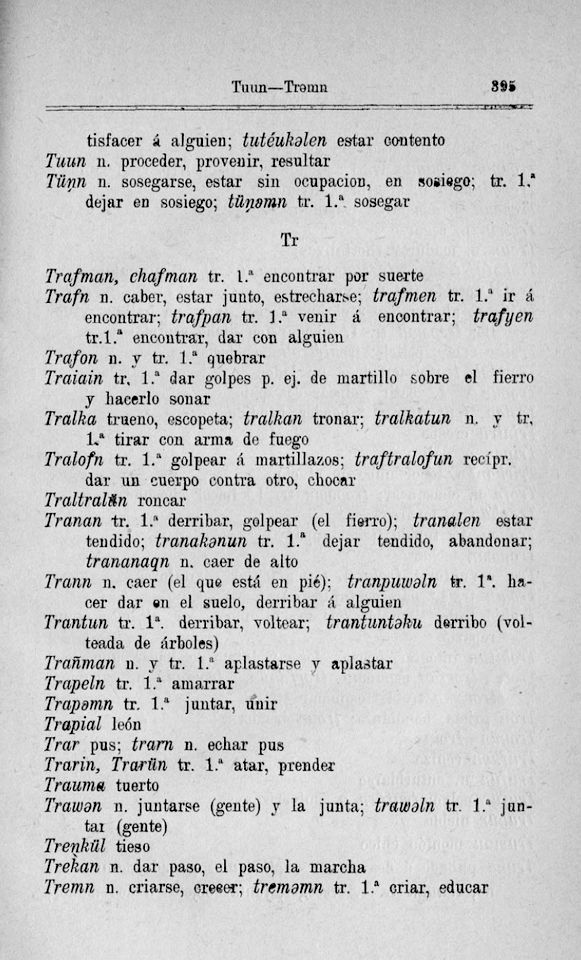 Tuun—Trəmn 395
tisfacer á alguien; tutéukəlen estar contento
Tuun n. proceder, provenir, resultar
Tüṇn n. sosegarse, estar sin ocupacion, en sosiego; tr. 1.ª
dejar en sosiego; tüṇəmn tr. 1.ª sosegar
Tr
Trafman, chafman tr. 1.ª encontrar por suerte
Trafn n. caber, estar junto, estrecharse; trafmen tr. 1.ª ir á
encontrar; trafpan tr. 1.ª venir á encontrar; trafyen
tr.1.ª encontrar, dar con alguien
Trafon n. y tr. 1.ª quebrar
Traiain tr. 1.ª dar golpes p. ej. de martillo sobre el fierro
y hacerlo sonar
Tralka trueno, escopeta; tralkan tronar; tralkatun n. y tr.
1.ª tirar con arma de fuego
Tralofn tr. 1.ª golpear á martillazos; traftralofun recípr.
dar un cuerpo contra otro, chocar
roncar
Tranan tr. 1.ª derribar, golpear (el fierro); tranalen estar
tendido; tranakənun tr. 1.ª dejar tendido, abandonar;
trananaqn n. caer de alto
Trann n. caer (el que está en pié); tranpuwəln tr. 1ª. ha-
cer dar en el suelo, derribar á alguien
Trantun tr. 1ª. derribar, voltear; trantuntəku derribo (vol-
teada de árboles)
Trañman n. y tr. 1.ª aplastarse y aplastar
Trapeln tr. 1.ª amarrar
Trapəmn tr. 1.ª juntar, unir
Trapial león
Trar pus; trarn n. echar pus
Trarin, Trarün tr. 1.ª atar, prender
Trauma tuerto
Trawən n. juntarse (gente) y la junta; trawəln tr. 1.ª jun-
tar (gente)
Treṇkül tieso
Trekan n. dar paso, el paso, la marcha
Tremn n. criarse, crecer; treməmn tr. 1.ª criar, educar